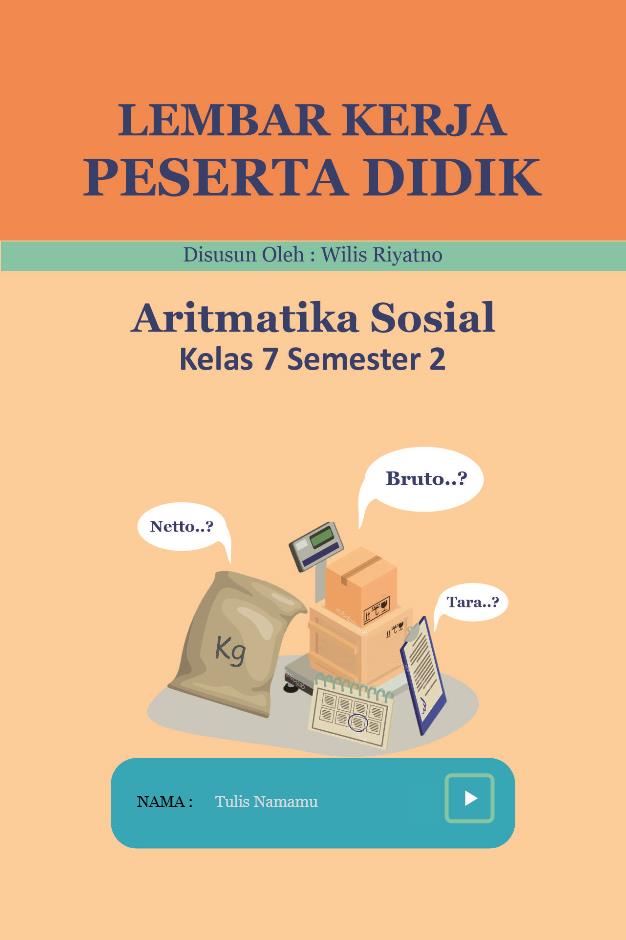 LEMBAR KERJA
PESERTA DIDIK
Disusun Oleh : Wilis Riyatno
Aritmatika Sosial
Kelas 7 Semester 2
Bruto..?
Netto..?
Tara..?
Kg
NAMA : Tulis Namamu